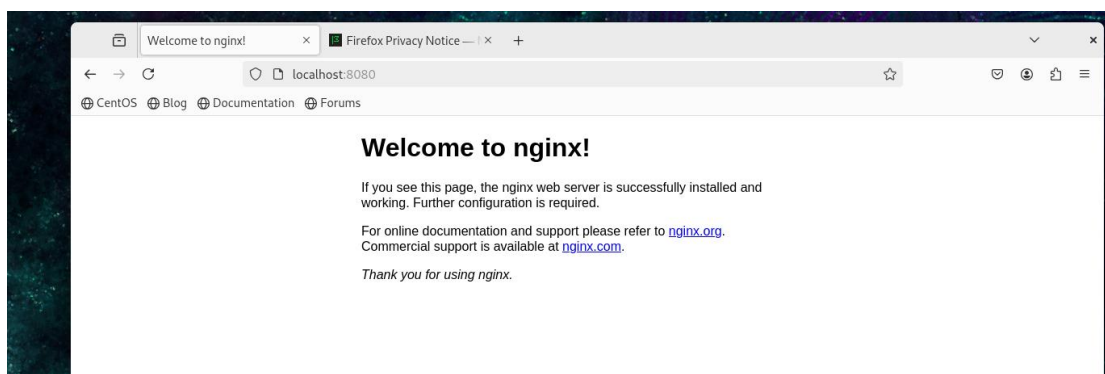 Welcome to nginx!
Firefox Privacy Notice —
localhost:8080
CentOS Blog Documentation Forums
Welcome to nginx!
If you see this page, the nginx web server is successfully installed and
working. Further configuration is required.
For online documentation and support please refer to nginx.org.
Commercial support is available at nginx.com.
Thank you for using nginx.